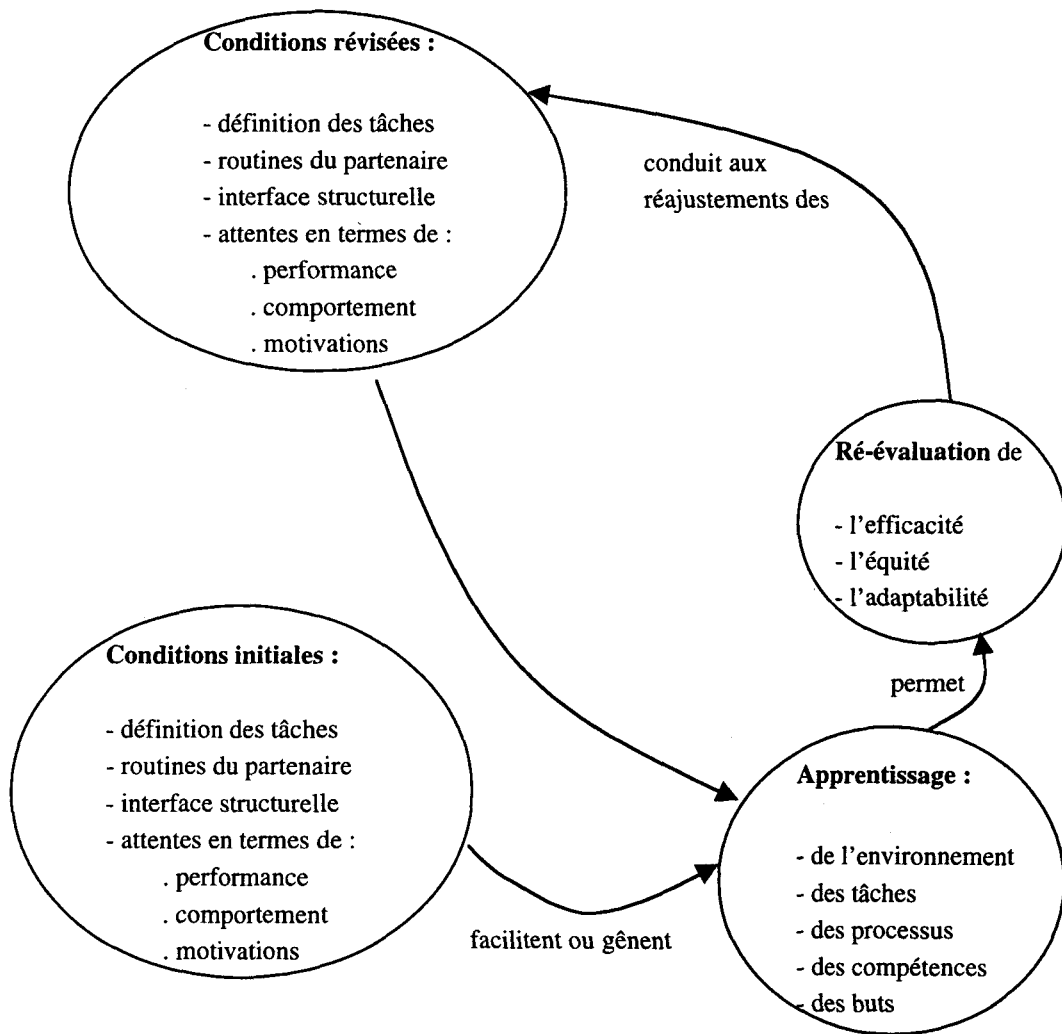 Conditions révisées :
- définition des tâches
- routines du partenaire
- interface structurelle
- attentes en termes de :
. performance
. comportement
. motivations
conduit aux
réajustements des
Ré-évaluation de
- l'efficacité
- l'équité
- l'adaptabilité
permet
Conditions initiales :
- définition des tâches
- routines du partenaire
- interface structurelle
- attentes en termes de :
. performance
. comportement
. motivations
facilitent ou gênent
Apprentissage :
- de l'environnement
- des tâches
- des processus
- des compétences
- des buts